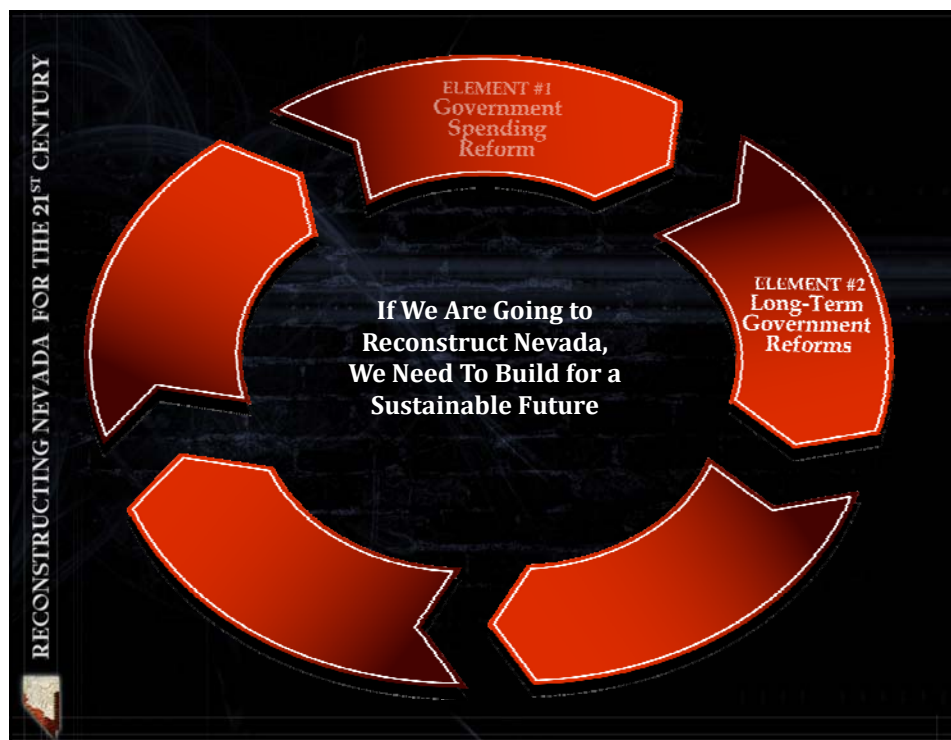 RECONSTRUCTING NEVADA FOR THE 21ST CENTURY
ELEMENT #1
Government
Spending
Reform
ELEMENT #2
Long-Term
Government
Reforms
If We Are Going to
Reconstruct Nevada,
We Need To Build for a
Sustainable Future